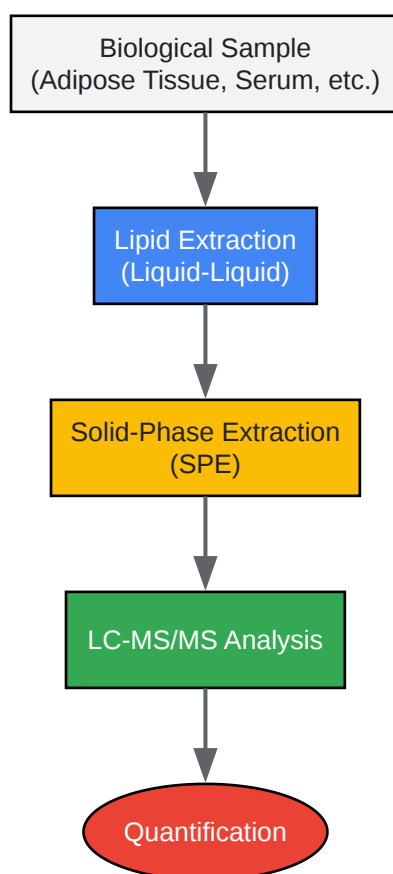 Biological Sample
(Adipose Tissue, Serum, etc.)
Lipid Extraction
(Liquid-Liquid)
Solid-Phase Extraction
(SPE)
LC-MS/MS Analysis
Quantification